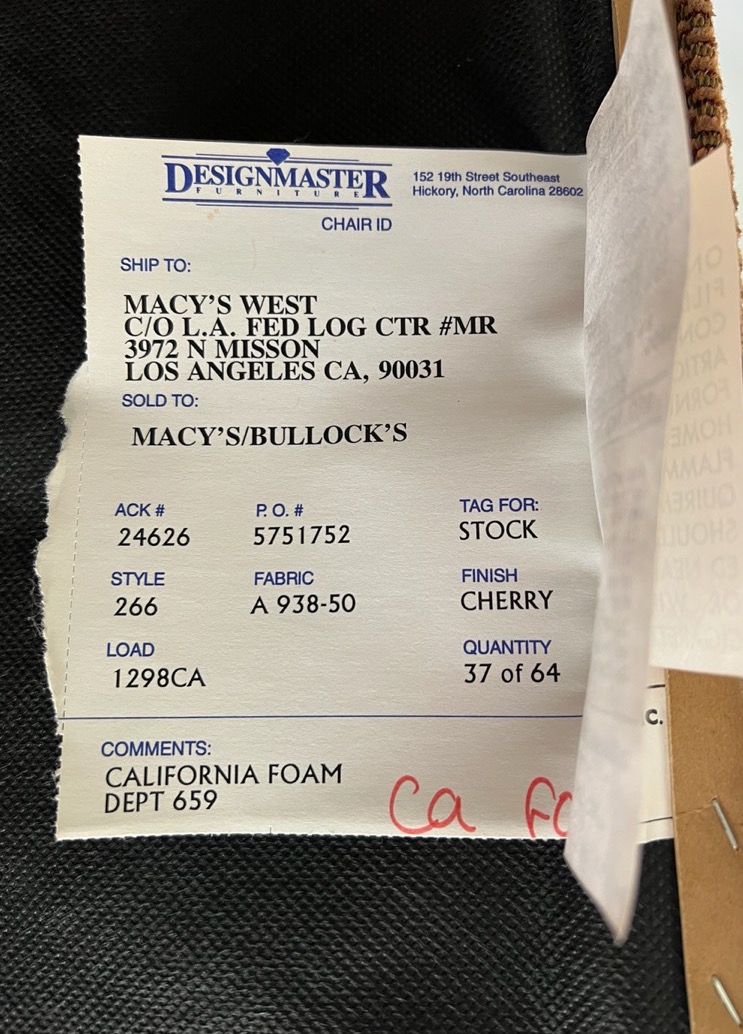 DESIGNMASTER
FURNITURE
152 19th Street Southeast
Hickory, North Carolina 28602
CHAIR ID
SHIP TO:
MACY'S WEST
C/O L.A. FED LOG CTR #MR
3972 N MISSON
LOS ANGELES CA, 90031
SOLD TO:
MACY'S/BULLOCK'S
ACK # P.O. # TAG FOR:
24626 5751752 STOCK
STYLE FABRIC FINISH
266 A 938-50 CHERRY
LOAD QUANTITY
1298CA 37 of 64
C.
COMMENTS:
CALIFORNIA FOAM
DEPT 659
Ca